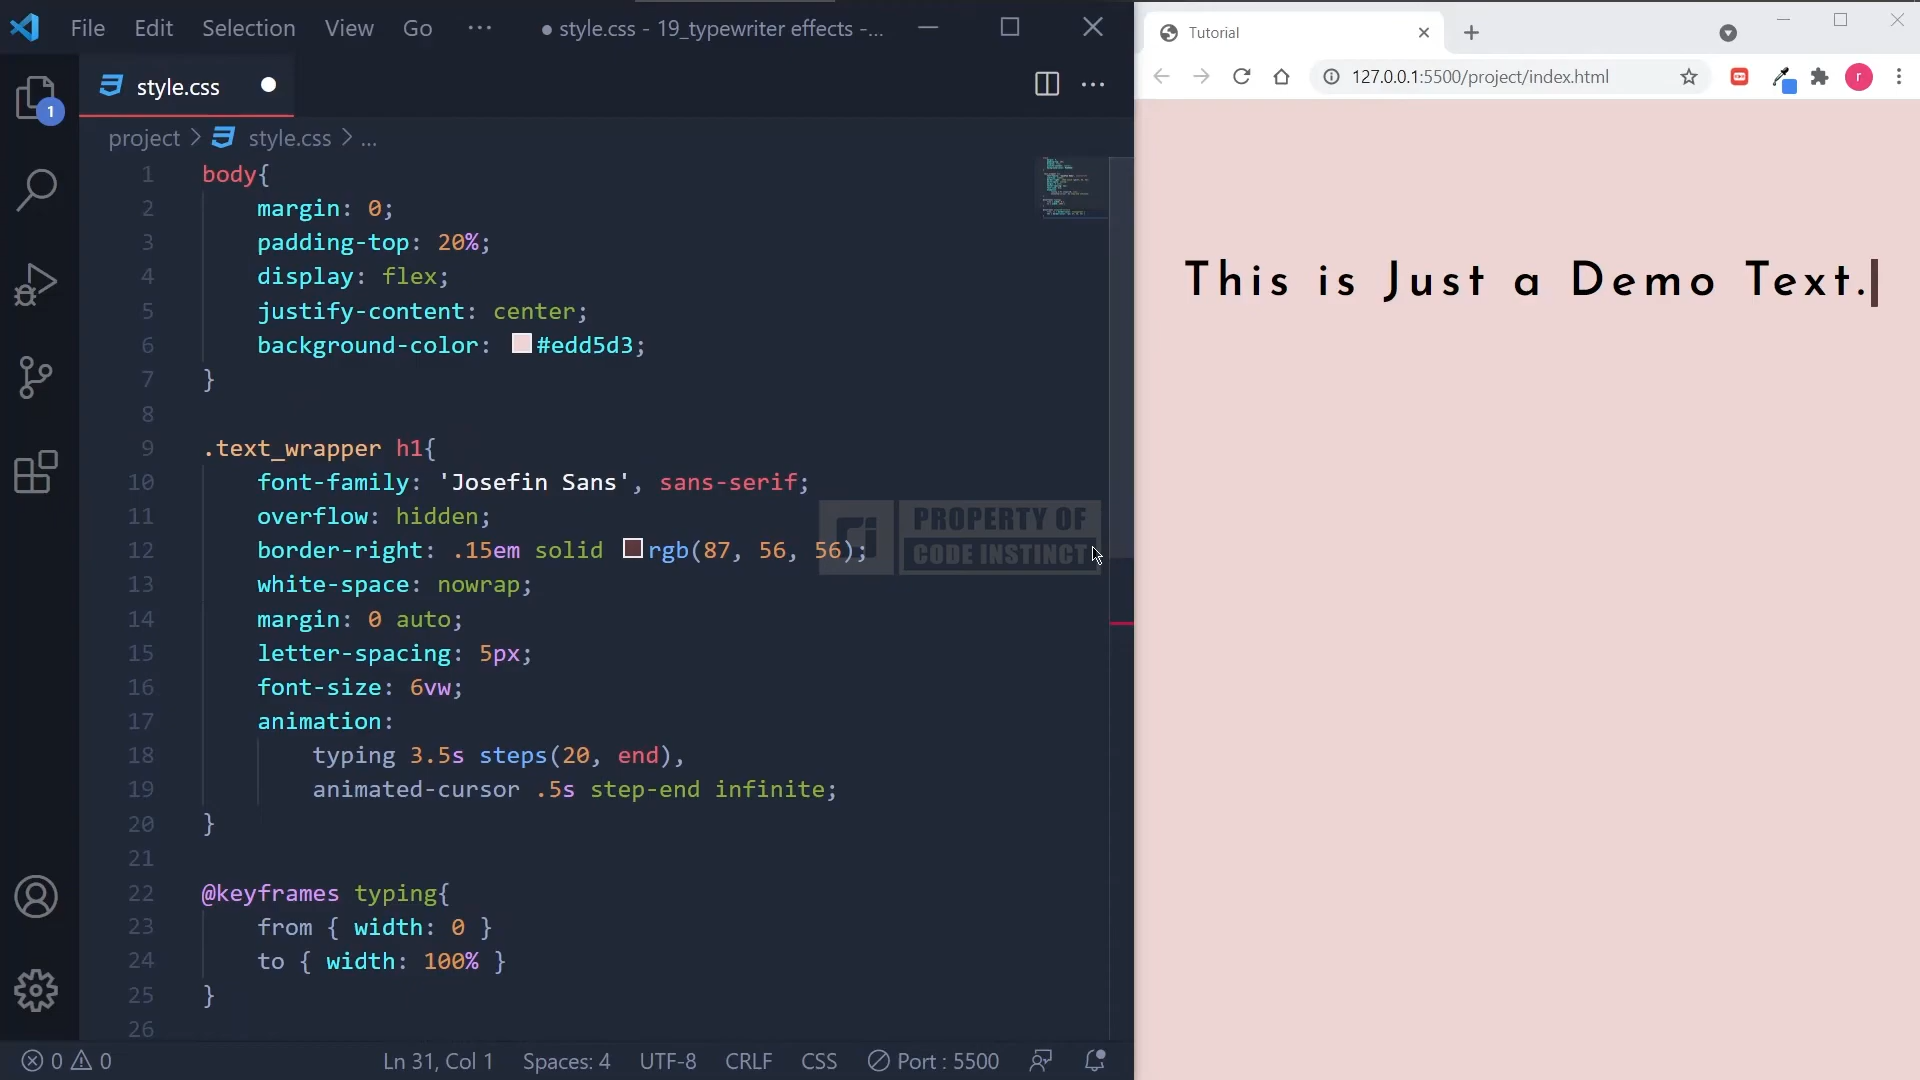 File Edit Selection View Go ··· ● style.css - 19_typewriter effects -...
style.css
project > style.css > ...
1 body{
2 margin: 0;
3 padding-top: 20%;
4 display: flex;
5 justify-content: center;
6 background-color: #edd5d3;
7 }
8
9 .text_wrapper h1{
10 font-family: 'Josefin Sans', sans-serif;
11 overflow: hidden;
12 border-right: .15em solid rgb(87, 56, 56);
13 white-space: nowrap;
14 margin: 0 auto;
15 letter-spacing: 5px;
16 font-size: 6vw;
17 animation:
18 typing 3.5s steps(20, end),
19 animated-cursor .5s step-end infinite;
20 }
21
22 @keyframes typing{
23 from { width: 0 }
24 to { width: 100% }
25 }
26
PROPERTY OF
CODE INSTINCT
1
0 0 Ln 31, Col 1 Spaces: 4 UTF-8 CRLF CSS Port : 5500
Tutorial
127.0.0.1:5500/project/index.html
r
This is Just a Demo Text.